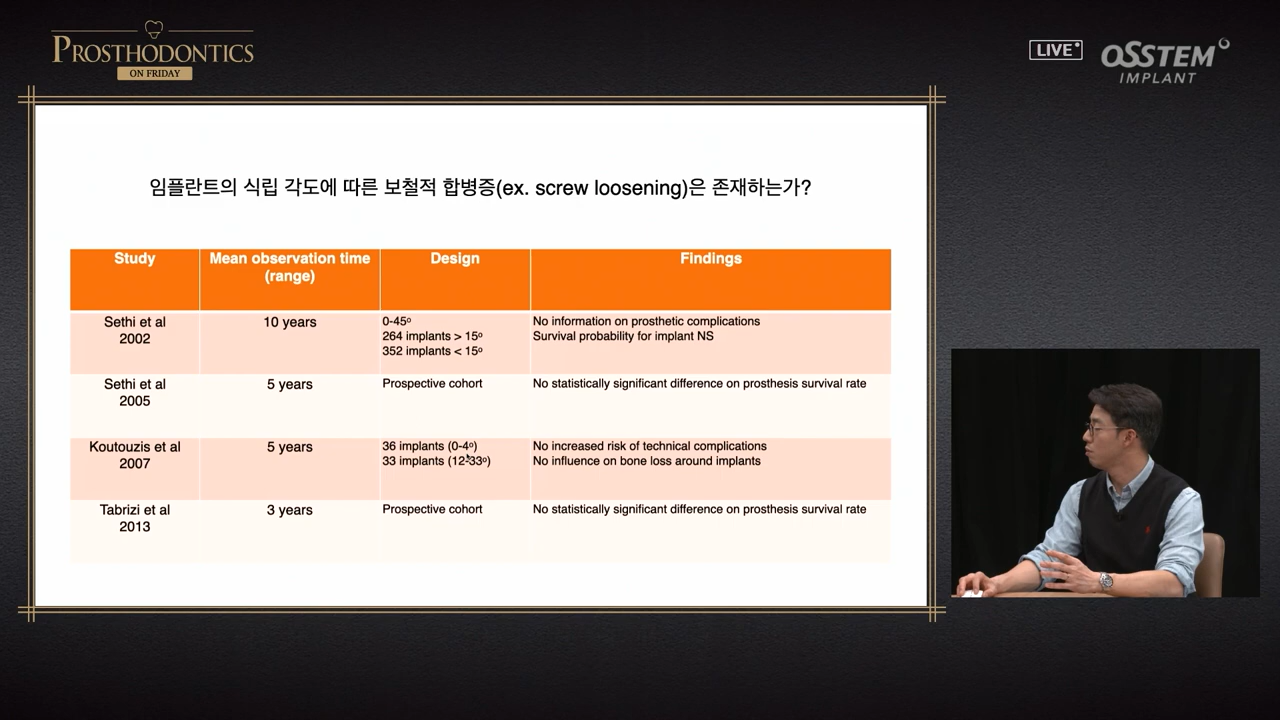 PROSTHODONTICS
ON FRIDAY
LIVE
OSSTEM
IMPLANT
임플란트의 식립 각도에 따른 보철적 합병증(ex. screw loosening)은 존재하는가?
Study
Mean observation time
(range)
Design
Findings
Sethi et al
2002
10 years
0-45º
264 implants > 15º
352 implants < 15º
No information on prosthetic complications
Survival probability for implant NS
Sethi et al
2005
5 years
Prospective cohort
No statistically significant difference on prosthesis survival rate
Koutouzis et al
2007
5 years
36 implants (0-4º)
33 implants (12-33º)
No increased risk of technical complications
No influence on bone loss around implants
Tabrizi et al
2013
3 years
Prospective cohort
No statistically significant difference on prosthesis survival rate